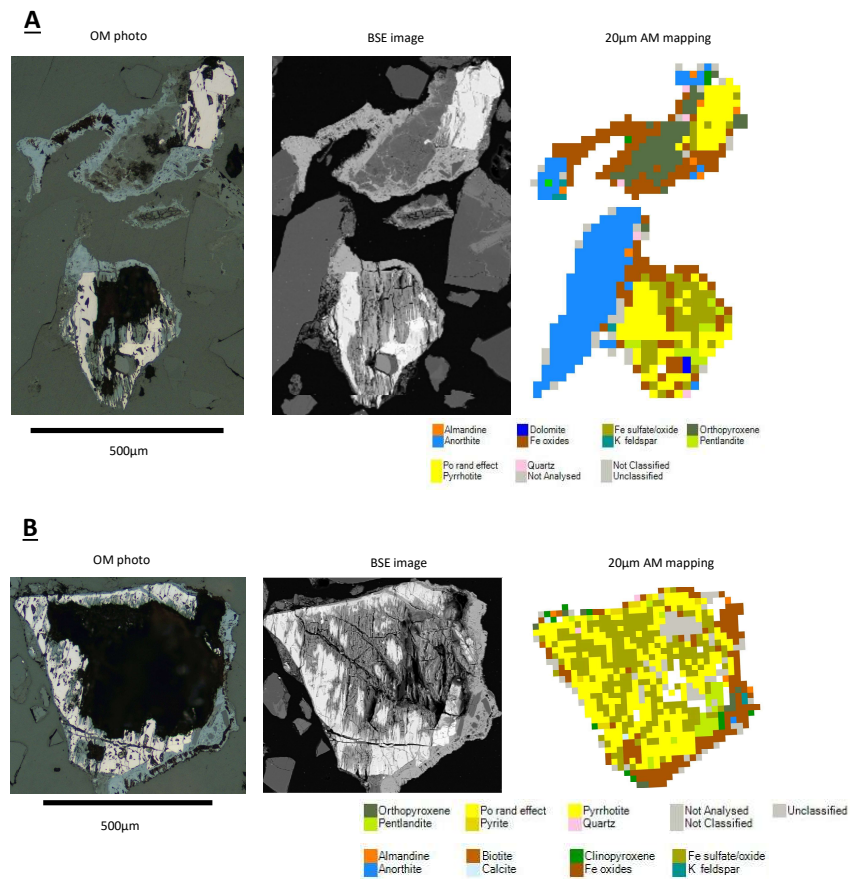 A
OM photo BSE image 20µm AM mapping
500µm
Almandine Dolomite Fe sulfate/oxide Orthopyroxene
Anorthite Fe oxides K feldspar Pentlandite
Po rand effect Quartz Not Classified
Pyrrhotite Not Analysed Unclassified
B
OM photo BSE image 20µm AM mapping
500µm
Orthopyroxene Po rand effect Pyrrhotite Not Analysed Unclassified
Pentlandite Pyrite Quartz Not Classified
Almandine Biotite Clinopyroxene Fe sulfate/oxide
Anorthite Calcite Fe oxides K feldspar